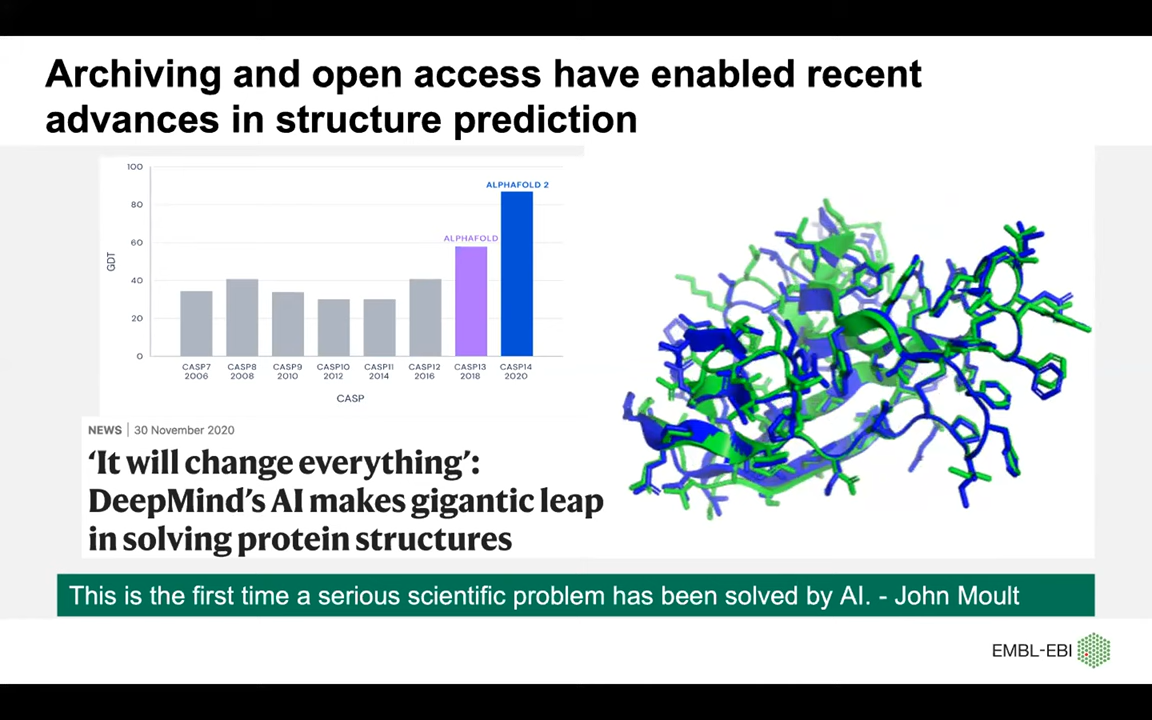 Archiving and open access have enabled recent
advances in structure prediction
100
80
60
40
20
0
GDT
ALPHAFOLD
ALPHAFOLD 2
CASP7
2006
CASP8
2008
CASP9
2010
CASP10
2012
CASP11
2014
CASP12
2016
CASP13
2018
CASP14
2020
CASP
NEWS | 30 November 2020
‘It will change everything’:
DeepMind’s AI makes gigantic leap
in solving protein structures
This is the first time a serious scientific problem has been solved by AI. - John Moult
EMBL-EBI